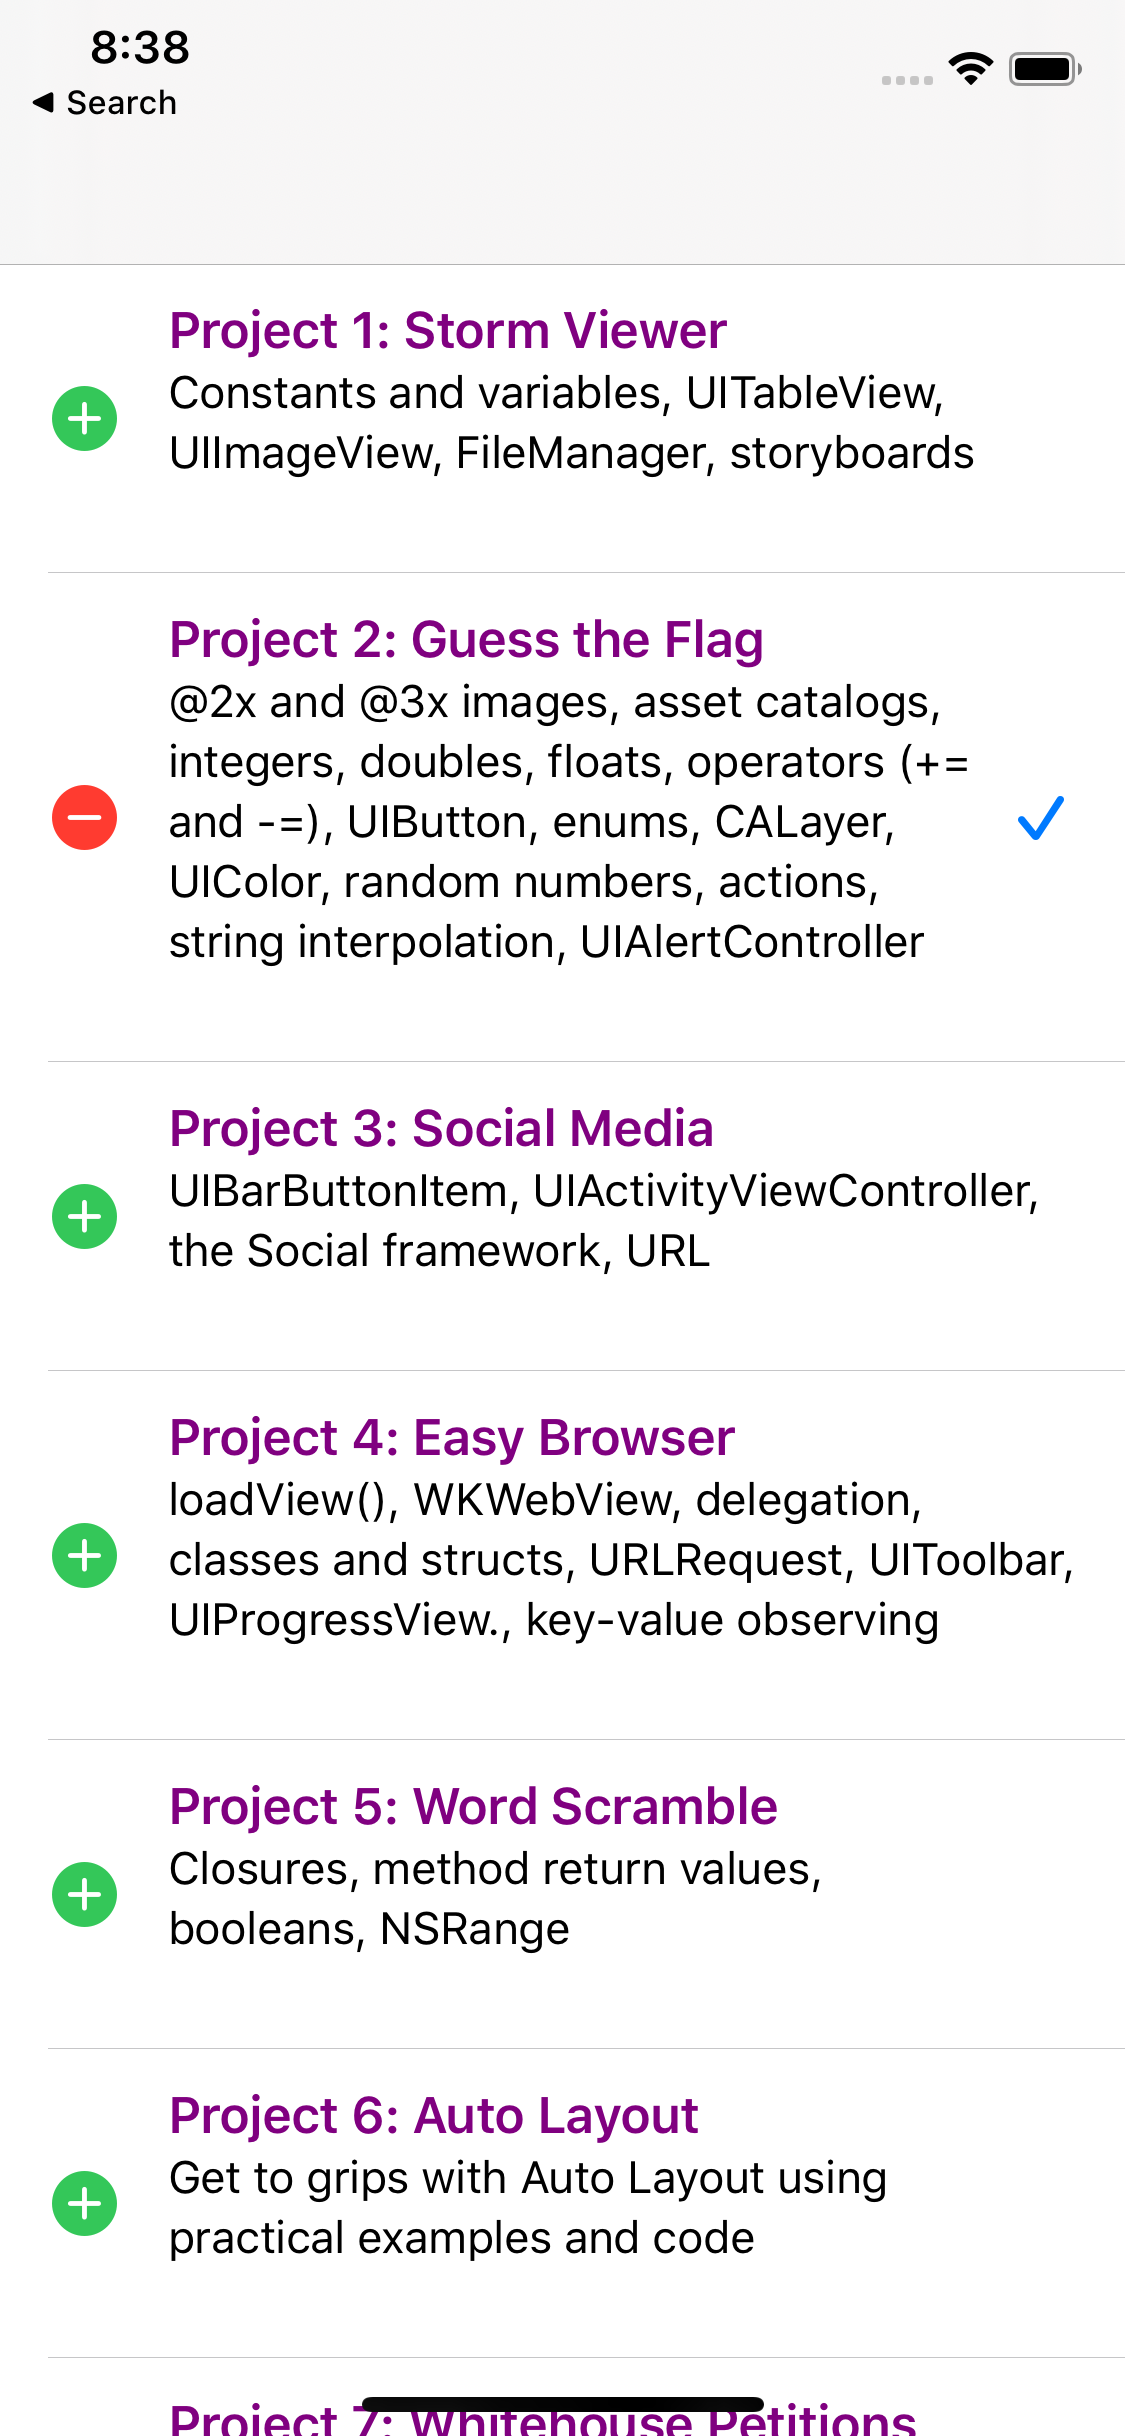 8:38
◀ Search
Project 1: Storm Viewer
Constants and variables, UITableView,
UIImageView, FileManager, storyboards
Project 2: Guess the Flag
@2x and @3x images, asset catalogs,
integers, doubles, floats, operators (+=
and -=), UIButton, enums, CALayer,
UIColor, random numbers, actions,
string interpolation, UIAlertController
Project 3: Social Media
UIBarButtonItem, UIActivityViewController,
the Social framework, URL
Project 4: Easy Browser
loadView(), WKWebView, delegation,
classes and structs, URLRequest, UIToolbar,
UIProgressView., key-value observing
Project 5: Word Scramble
Closures, method return values,
booleans, NSRange
Project 6: Auto Layout
Get to grips with Auto Layout using
practical examples and code
Project 7: Whitehouse Petitions